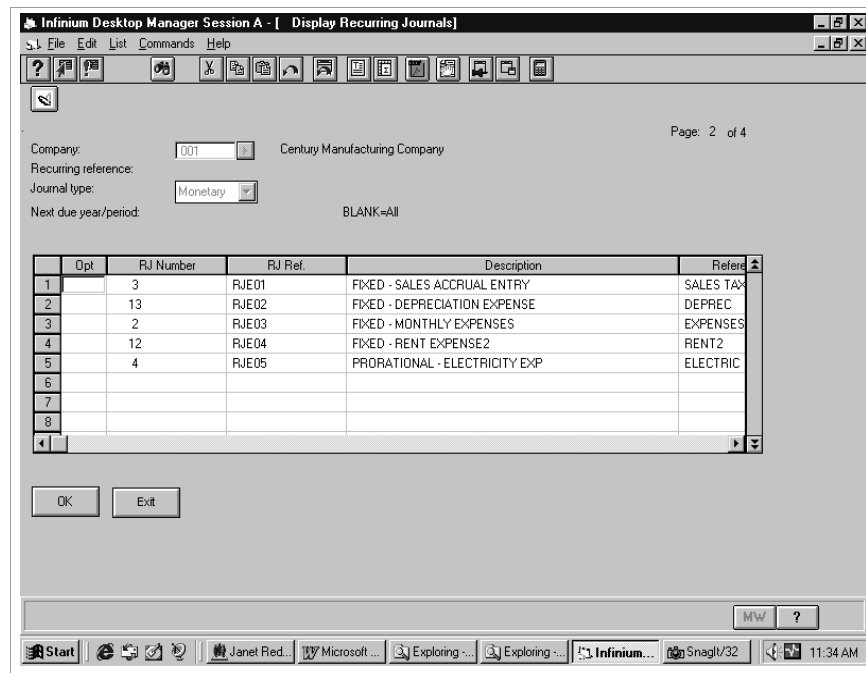 Infinium Desktop Manager Session A - [ Display Recurring Journals]
File Edit List Commands Help
Page: 2 of 4
Company: 001 Century Manufacturing Company
Recurring reference:
Journal type: Monetary
Next due year/period: BLANK=All
Opt RJ Number RJ Ref. Description Refere
1 3 RJE01 FIXED - SALES ACCRUAL ENTRY SALES TAX
2 13 RJE02 FIXED - DEPRECIATION EXPENSE DEPREC
3 2 RJE03 FIXED - MONTHLY EXPENSES EXPENSES
4 12 RJE04 FIXED - RENT EXPENSE2 RENT2
5 4 RJE05 PRORATIONAL - ELECTRICITY EXP ELECTRIC
6
7
8
OK Exit
MW ?
Start Janet Red... Microsoft ... Exploring -... Exploring -... Infinium... SnagIt/32 11:34 AM